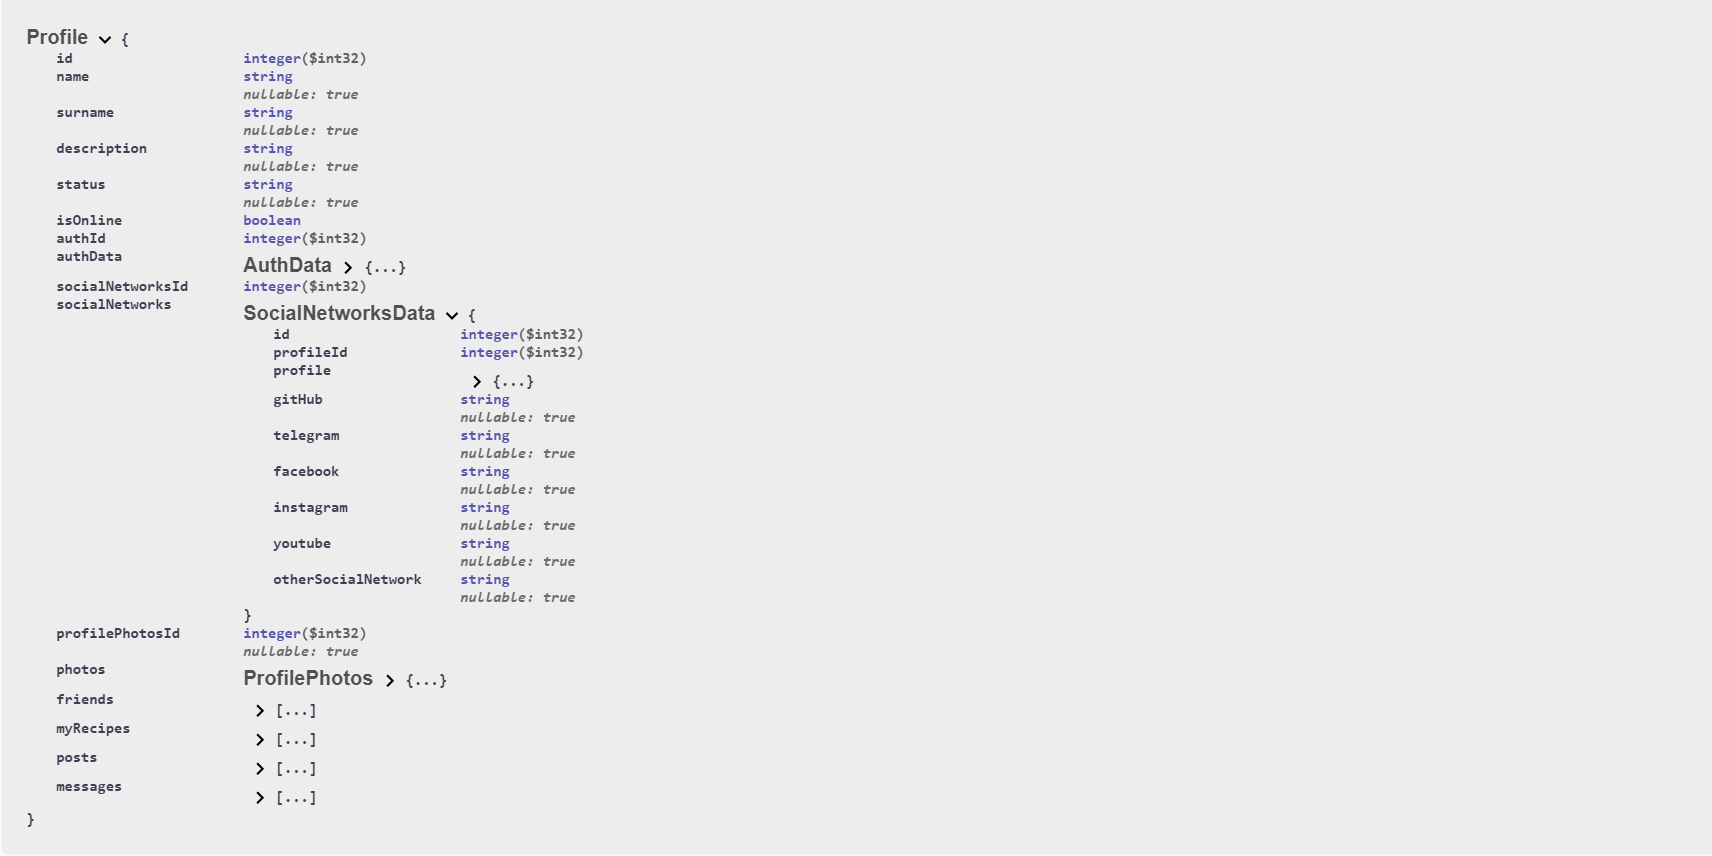 Profile {
id integer($int32)
name string
nullable: true
surname string
nullable: true
description string
nullable: true
status string
nullable: true
isOnline boolean
authId integer($int32)
authData AuthData {...}
socialNetworksId integer($int32)
socialNetworks SocialNetworksData {
id integer($int32)
profileId integer($int32)
profile {...}
gitHub string
nullable: true
telegram string
nullable: true
facebook string
nullable: true
instagram string
nullable: true
youtube string
nullable: true
otherSocialNetwork string
nullable: true
}
profilePhotosId integer($int32)
nullable: true
photos ProfilePhotos {...}
friends [...]
myRecipes [...]
posts [...]
messages [...]
}